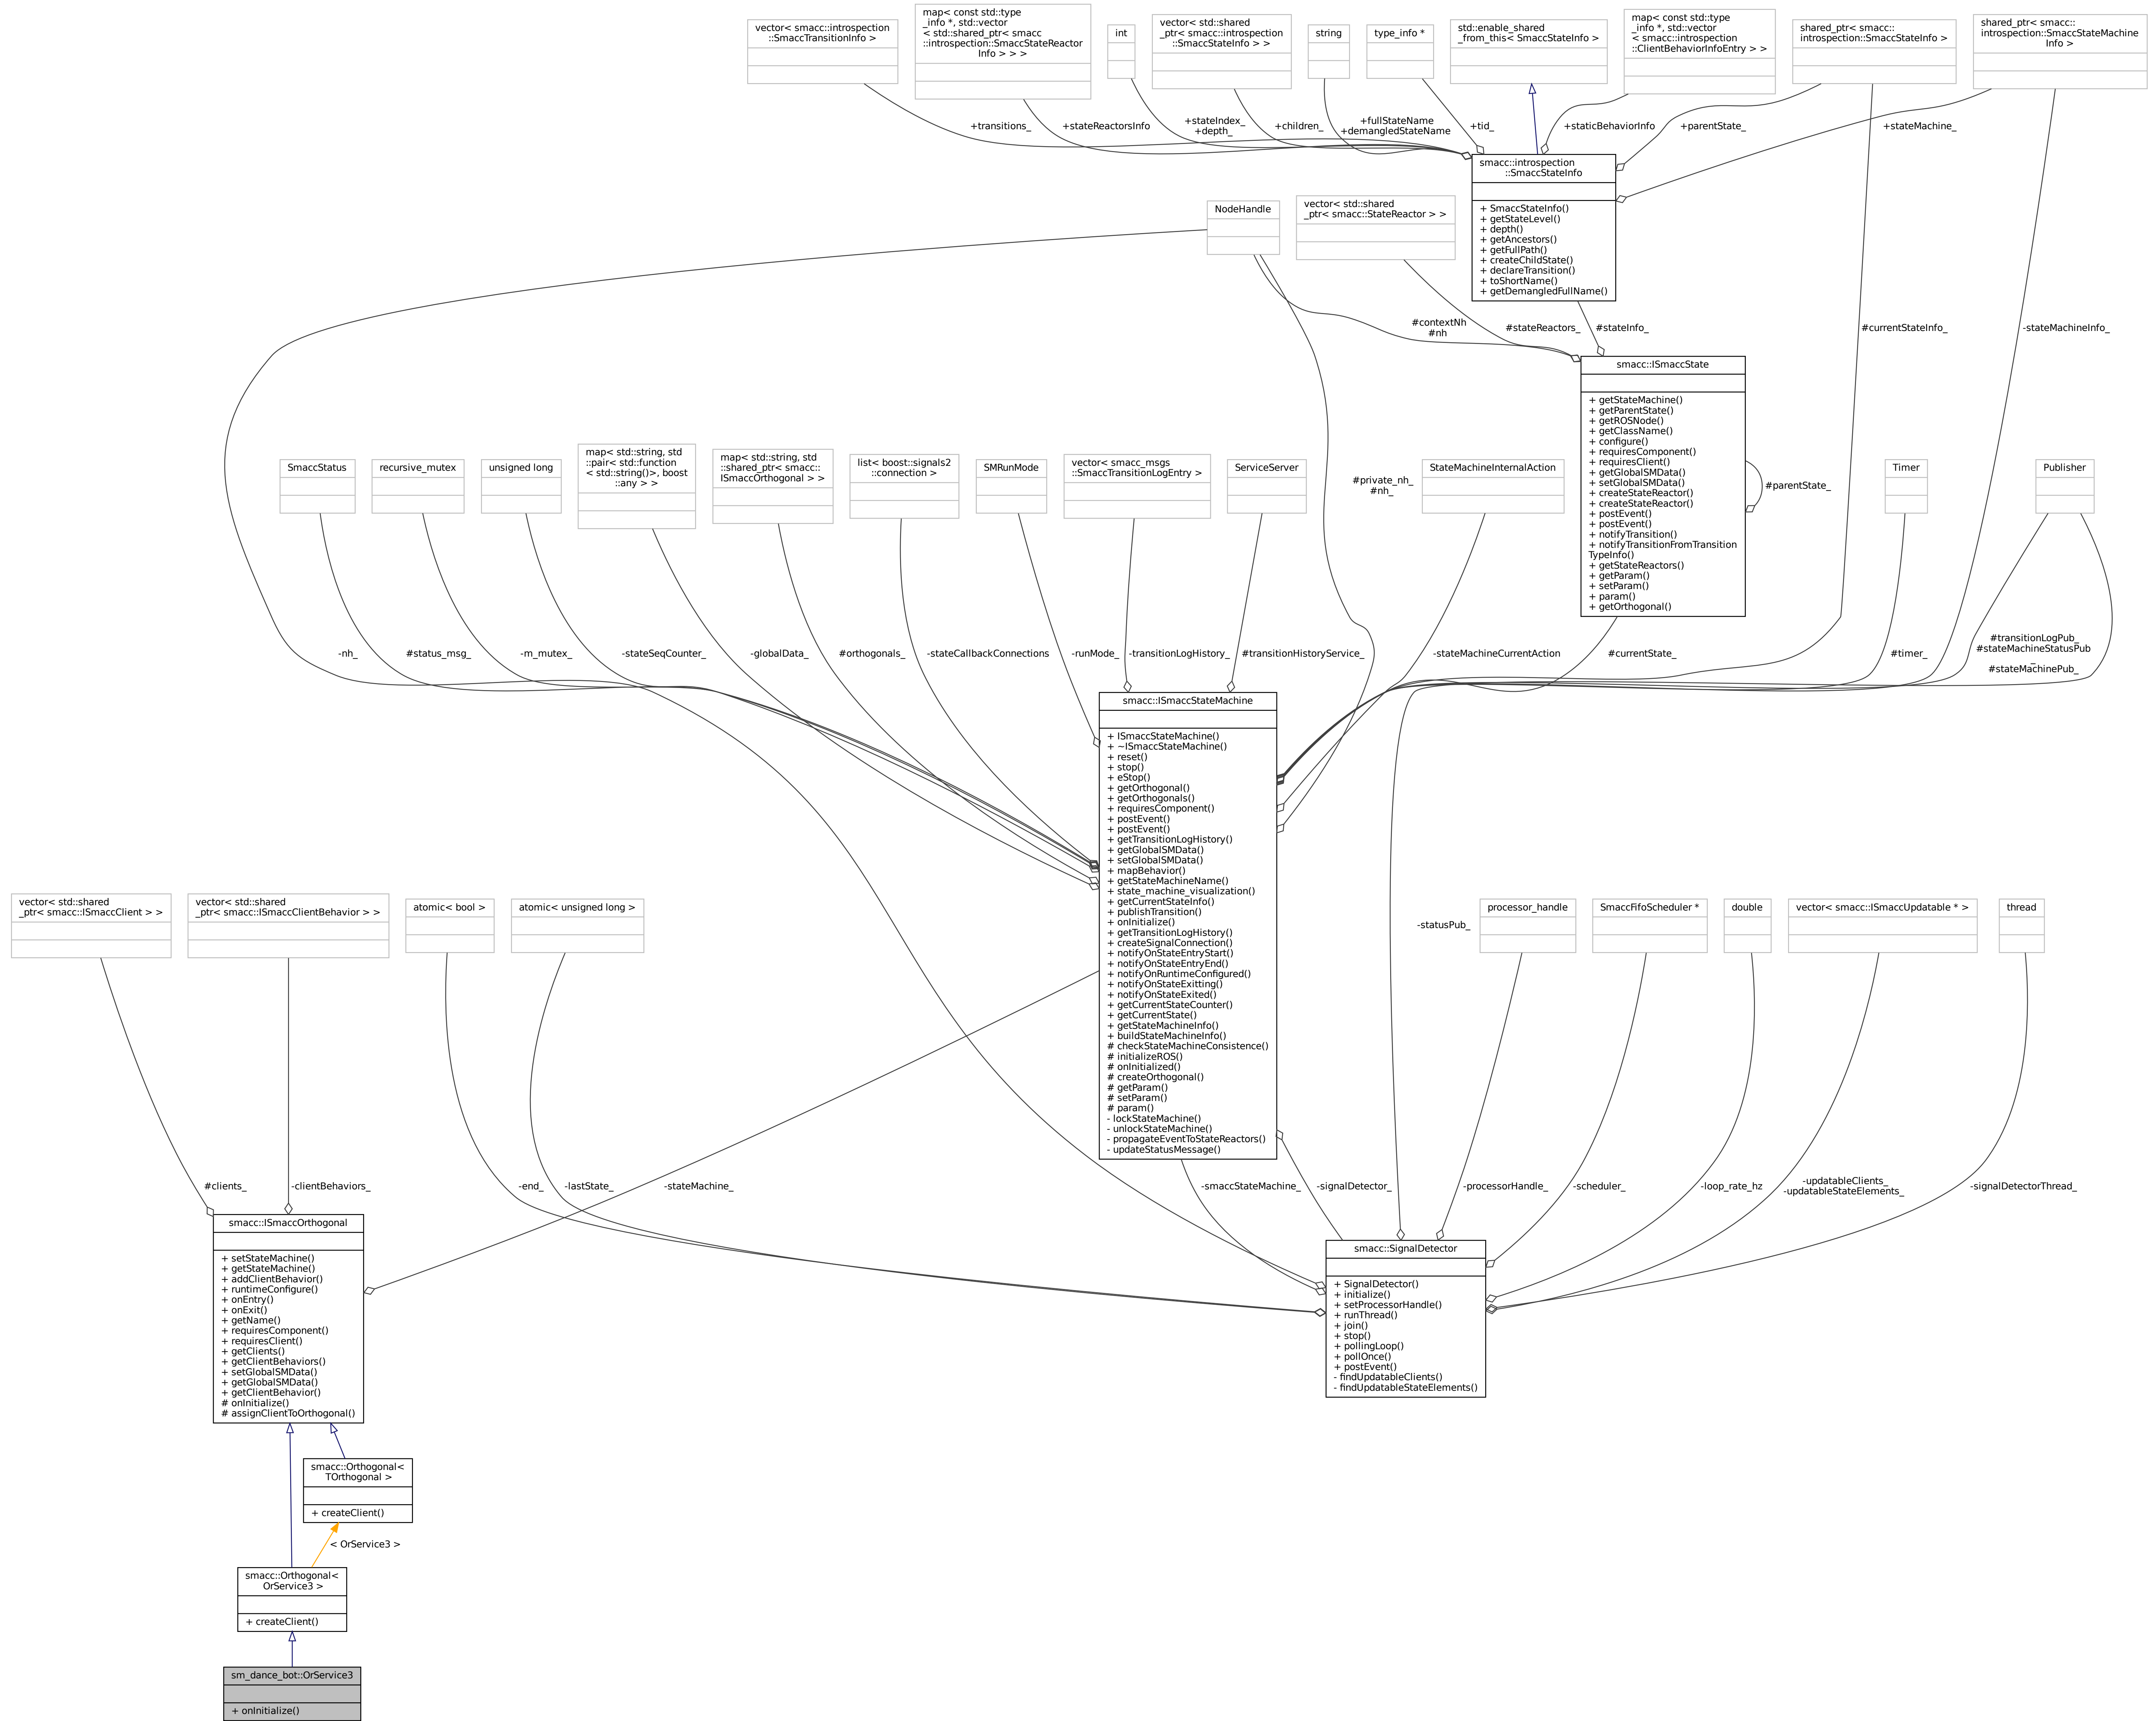 vector< smacc::introspection
::SmaccTransitionInfo >
map< const std::type
_info *, std::vector
< std::shared_ptr< smacc
::introspection::SmaccStateReactor
Info > > >
int
vector< std::shared
_ptr< smacc::introspection
::SmaccStateInfo > >
string
type_info *
std::enable_shared
_from_this< SmaccStateInfo >
map< const std::type
_info *, std::vector
< smacc::introspection
::ClientBehaviorInfoEntry > >
shared_ptr< smacc::
introspection::SmaccStateInfo >
shared_ptr< smacc::
introspection::SmaccStateMachine
Info >
+transitions_
+stateReactorsInfo
+stateIndex_
+depth_
+children_
+fullStateName
+demangledStateName
+tid_
+staticBehaviorInfo
+parentState_
+stateMachine_
smacc::introspection
::SmaccStateInfo
+ SmaccStateInfo()
+ getStateLevel()
+ depth()
+ getAncestors()
+ getFullPath()
+ createChildState()
+ declareTransition()
+ toShortName()
+ getDemangledFullName()
NodeHandle
vector< std::shared
_ptr< smacc::StateReactor > >
#contextNh
#nh
#stateReactors_
#stateInfo_
#currentStateInfo_
-stateMachineInfo_
smacc::ISmaccState
+ getStateMachine()
+ getParentState()
+ getROSNode()
+ getClassName()
+ configure()
+ requiresComponent()
+ requiresClient()
+ getGlobalSMData()
+ setGlobalSMData()
+ createStateReactor()
+ createStateReactor()
+ postEvent()
+ postEvent()
+ notifyTransition()
+ notifyTransitionFromTransition
TypeInfo()
+ getStateReactors()
+ getParam()
+ setParam()
+ param()
+ getOrthogonal()
#parentState_
SmaccStatus
recursive_mutex
unsigned long
map< std::string, std
::pair< std::function
< std::string()>, boost
::any > >
map< std::string, std
::shared_ptr< smacc::
ISmaccOrthogonal > >
list< boost::signals2
::connection >
SMRunMode
vector< smacc_msgs
::SmaccTransitionLogEntry >
ServiceServer
#private_nh_
#nh_
StateMachineInternalAction
Timer
Publisher
-nh_
#status_msg_
-m_mutex_
-stateSeqCounter_
-globalData_
#orthogonals_
-stateCallbackConnections
-runMode_
-transitionLogHistory_
#transitionHistoryService_
-stateMachineCurrentAction
#currentState_
#timer_
#transitionLogPub_
#stateMachineStatusPub
_
#stateMachinePub_
smacc::ISmaccStateMachine
+ ISmaccStateMachine()
+ ~ISmaccStateMachine()
+ reset()
+ stop()
+ eStop()
+ getOrthogonal()
+ getOrthogonals()
+ requiresComponent()
+ postEvent()
+ postEvent()
+ getTransitionLogHistory()
+ getGlobalSMData()
+ setGlobalSMData()
+ mapBehavior()
+ getStateMachineName()
+ state_machine_visualization()
+ getCurrentStateInfo()
+ publishTransition()
+ onInitialize()
+ getTransitionLogHistory()
+ createSignalConnection()
+ notifyOnStateEntryStart()
+ notifyOnStateEntryEnd()
+ notifyOnRuntimeConfigured()
+ notifyOnStateExitting()
+ notifyOnStateExited()
+ getCurrentStateCounter()
+ getCurrentState()
+ getStateMachineInfo()
+ buildStateMachineInfo()
# checkStateMachineConsistence()
# initializeROS()
# onInitialized()
# createOrthogonal()
# getParam()
# setParam()
# param()
- lockStateMachine()
- unlockStateMachine()
- propagateEventToStateReactors()
- updateStatusMessage()
vector< std::shared
_ptr< smacc::ISmaccClient > >
vector< std::shared
_ptr< smacc::ISmaccClientBehavior > >
atomic< bool >
atomic< unsigned long >
-statusPub_
processor_handle
SmaccFifoScheduler *
double
vector< smacc::ISmaccUpdatable * >
thread
#clients_
-clientBehaviors_
-end_
-lastState_
-stateMachine_
-smaccStateMachine_
-signalDetector_
-processorHandle_
-scheduler_
-loop_rate_hz
-updatableClients_
-updatableStateElements_
-signalDetectorThread_
smacc::ISmaccOrthogonal
+ setStateMachine()
+ getStateMachine()
+ addClientBehavior()
+ runtimeConfigure()
+ onEntry()
+ onExit()
+ getName()
+ requiresComponent()
+ requiresClient()
+ getClients()
+ getClientBehaviors()
+ setGlobalSMData()
+ getGlobalSMData()
+ getClientBehavior()
# onInitialize()
# assignClientToOrthogonal()
smacc::SignalDetector
+ SignalDetector()
+ initialize()
+ setProcessorHandle()
+ runThread()
+ join()
+ stop()
+ pollingLoop()
+ pollOnce()
+ postEvent()
- findUpdatableClients()
- findUpdatableStateElements()
smacc::Orthogonal<
TOrthogonal >
+ createClient()
< OrService3 >
smacc::Orthogonal<
OrService3 >
+ createClient()
sm_dance_bot::OrService3
+ onInitialize()